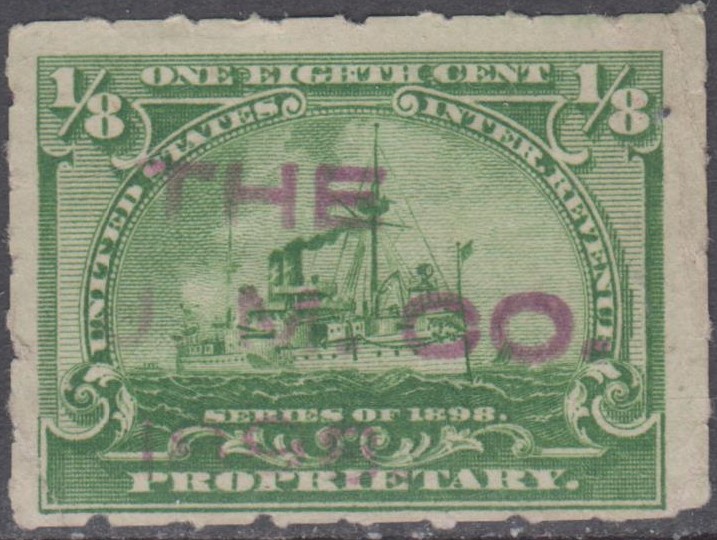 1/8 ONE EIGHTH CENT 1/8
UNITED STATES INTER. REVENUE
THE
CO.
SERIES OF 1898.
PROPRIETARY.